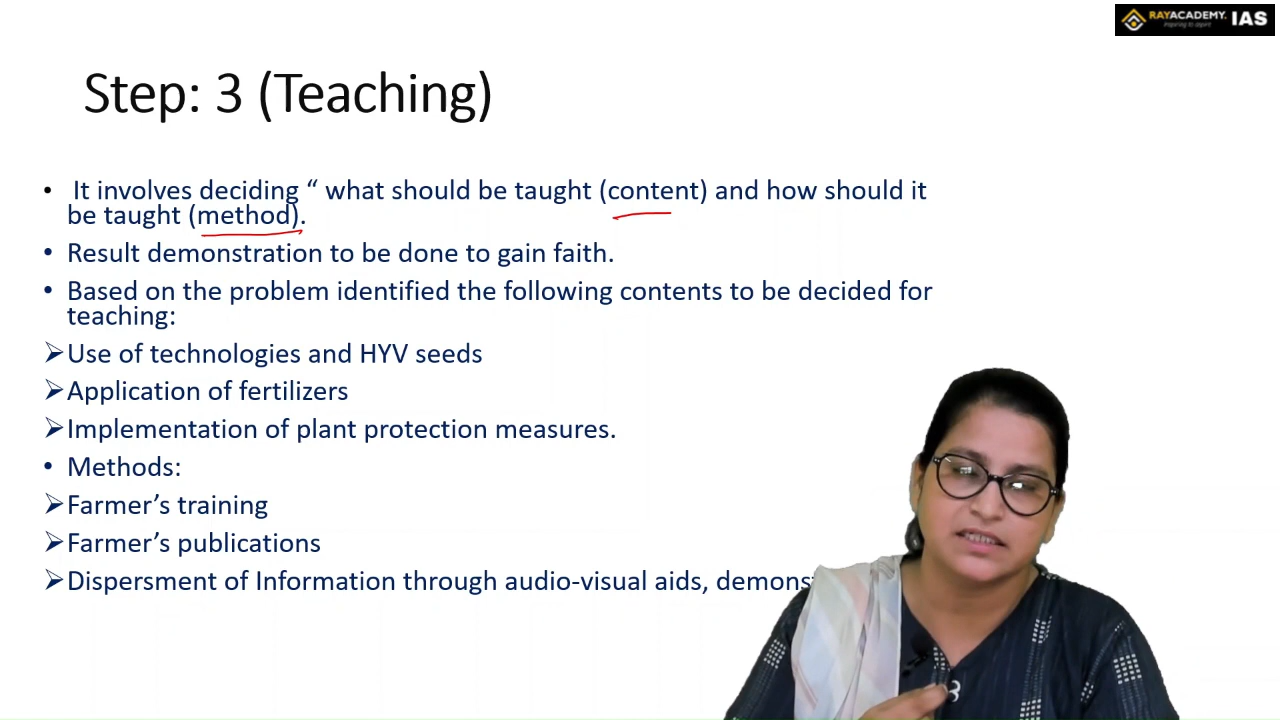 RAYACADEMY. IAS
inspiring to aspire
Step: 3 (Teaching)
• It involves deciding “ what should be taught (content) and how should it
be taught (method).
• Result demonstration to be done to gain faith.
• Based on the problem identified the following contents to be decided for
teaching:
➢Use of technologies and HYV seeds
➢Application of fertilizers
➢Implementation of plant protection measures.
• Methods:
➢Farmer’s training
➢Farmer’s publications
➢Dispersment of Information through audio-visual aids,